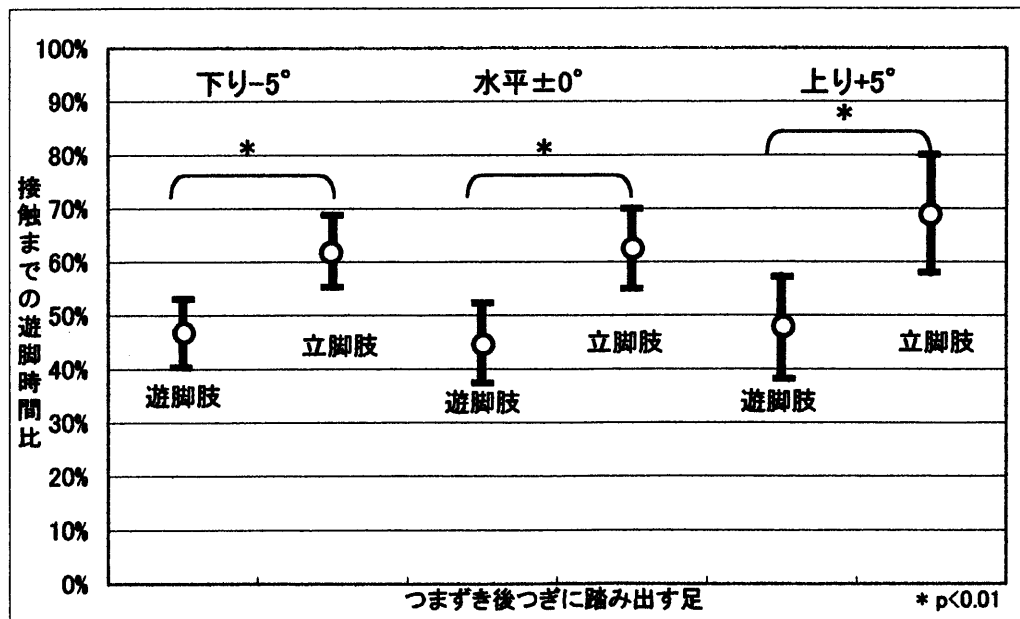 100%
90%
80%
70%
60%
50%
40%
30%
20%
10%
0%
接触までの遊脚時間比
下り-5°
水平±0°
上り+5°
*
*
*
遊脚肢
立脚肢
遊脚肢
立脚肢
遊脚肢
立脚肢
つまずき後つぎに踏み出す足
* p<0.01